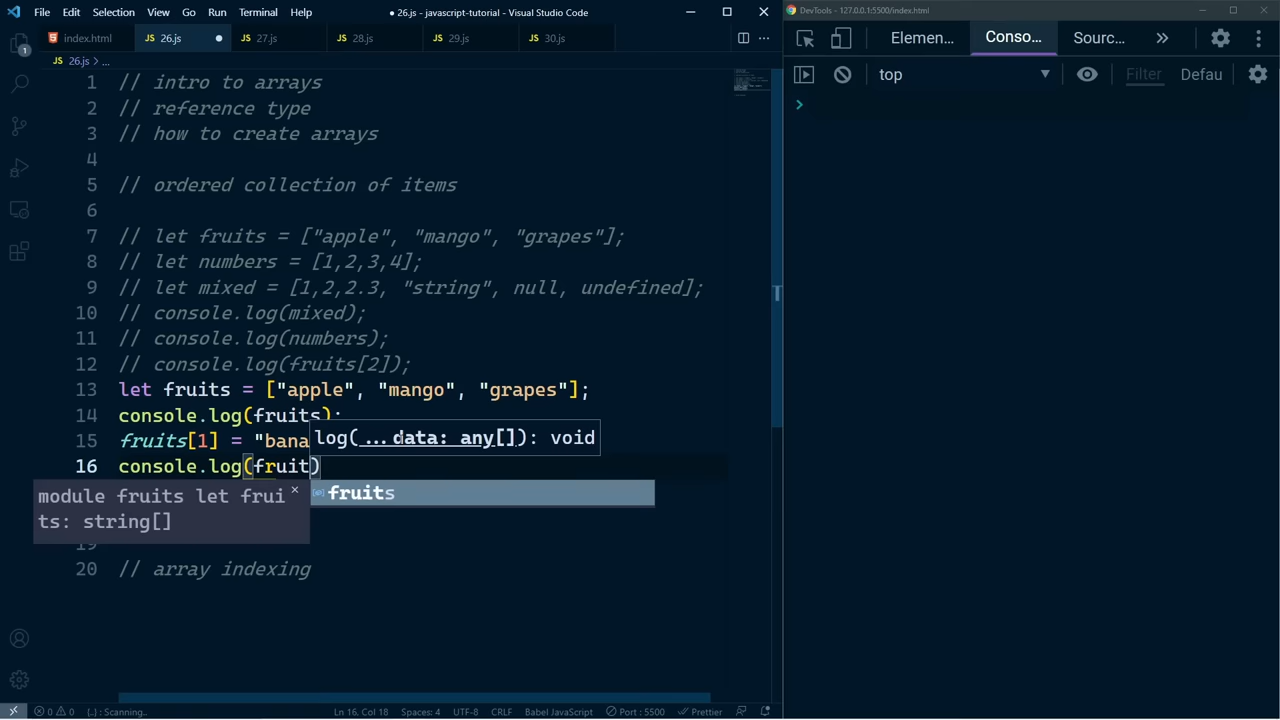 File Edit Selection View Go Run Terminal Help
● 26.js - javascript-tutorial - Visual Studio Code
DevTools - 127.0.0.1:5500/index.html
index.html JS 26.js JS 27.js JS 28.js JS 29.js JS 30.js
JS 26.js > ...
Elemen... Conso... Sourc...
top Filter Defau
1 // intro to arrays
2 // reference type
3 // how to create arrays
4
5 // ordered collection of items
6
7 // let fruits = ["apple", "mango", "grapes"];
8 // let numbers = [1,2,3,4];
9 // let mixed = [1,2,2.3, "string", null, undefined];
10 // console.log(mixed);
11 // console.log(numbers);
12 // console.log(fruits[2]);
13 let fruits = ["apple", "mango", "grapes"];
14 console.log(fruits);
15 fruits[1] = "bana
log(...data: any[]): void
16 console.log(fruit)
fruits
module fruits let frui
ts: string[]
19
20 // array indexing
1
0 0 {..}: Scanning.. Ln 16, Col 18 Spaces: 4 UTF-8 CRLF Babel JavaScript Port : 5500 Prettier